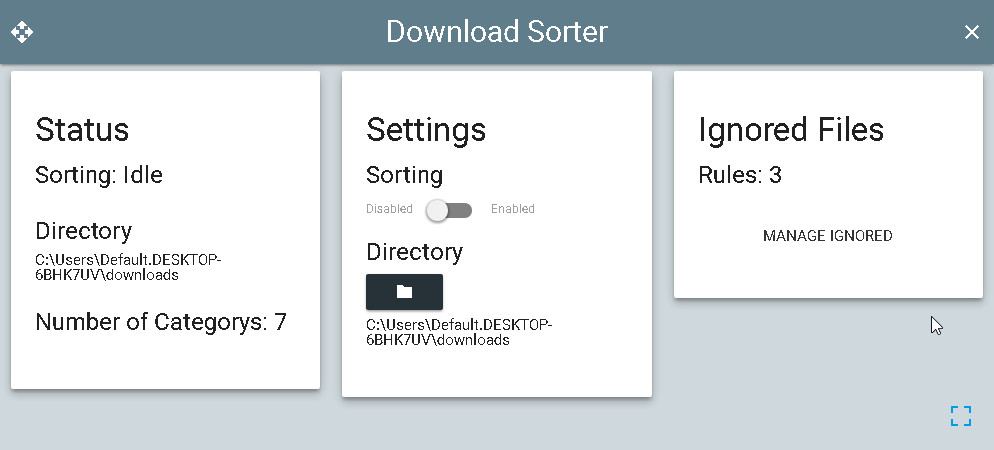 Download Sorter
Status
Sorting: Idle
Directory
C:\Users\Default.DESKTOP-
6BHK7UV\downloads
Number of Categorys: 7
Settings
Sorting
Disabled Enabled
Directory
C:\Users\Default.DESKTOP-
6BHK7UV\downloads
Ignored Files
Rules: 3
MANAGE IGNORED